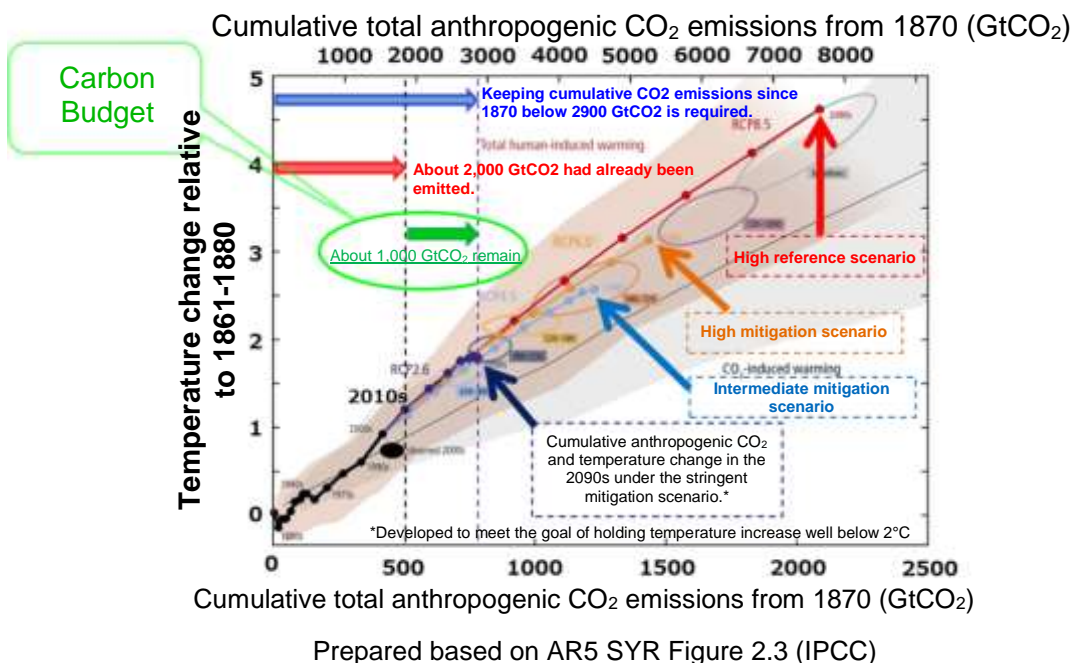 Cumulative total anthropogenic CO₂ emissions from 1870 (GtCO₂)
1000 2000 3000 4000 5000 6000 7000 8000
Carbon
Budget
Temperature change relative
to 1861-1880
5
4
3
2
1
0
Keeping cumulative CO2 emissions since
1870 below 2900 GtCO2 is required.
RCP8.5
Total human-induced warming
About 2,000 GtCO2 had already been
emitted.
About 1,000 GtCO₂ remain
High reference scenario
High mitigation scenario
RCP2.6
CO₂-induced warming
Intermediate mitigation
scenario
2010s
Cumulative anthropogenic CO₂
and temperature change in the
2090s under the stringent
mitigation scenario.*
*Developed to meet the goal of holding temperature increase well below 2°C
0 500 1000 1500 2000 2500
Cumulative total anthropogenic CO₂ emissions from 1870 (GtCO₂)
Prepared based on AR5 SYR Figure 2.3 (IPCC)